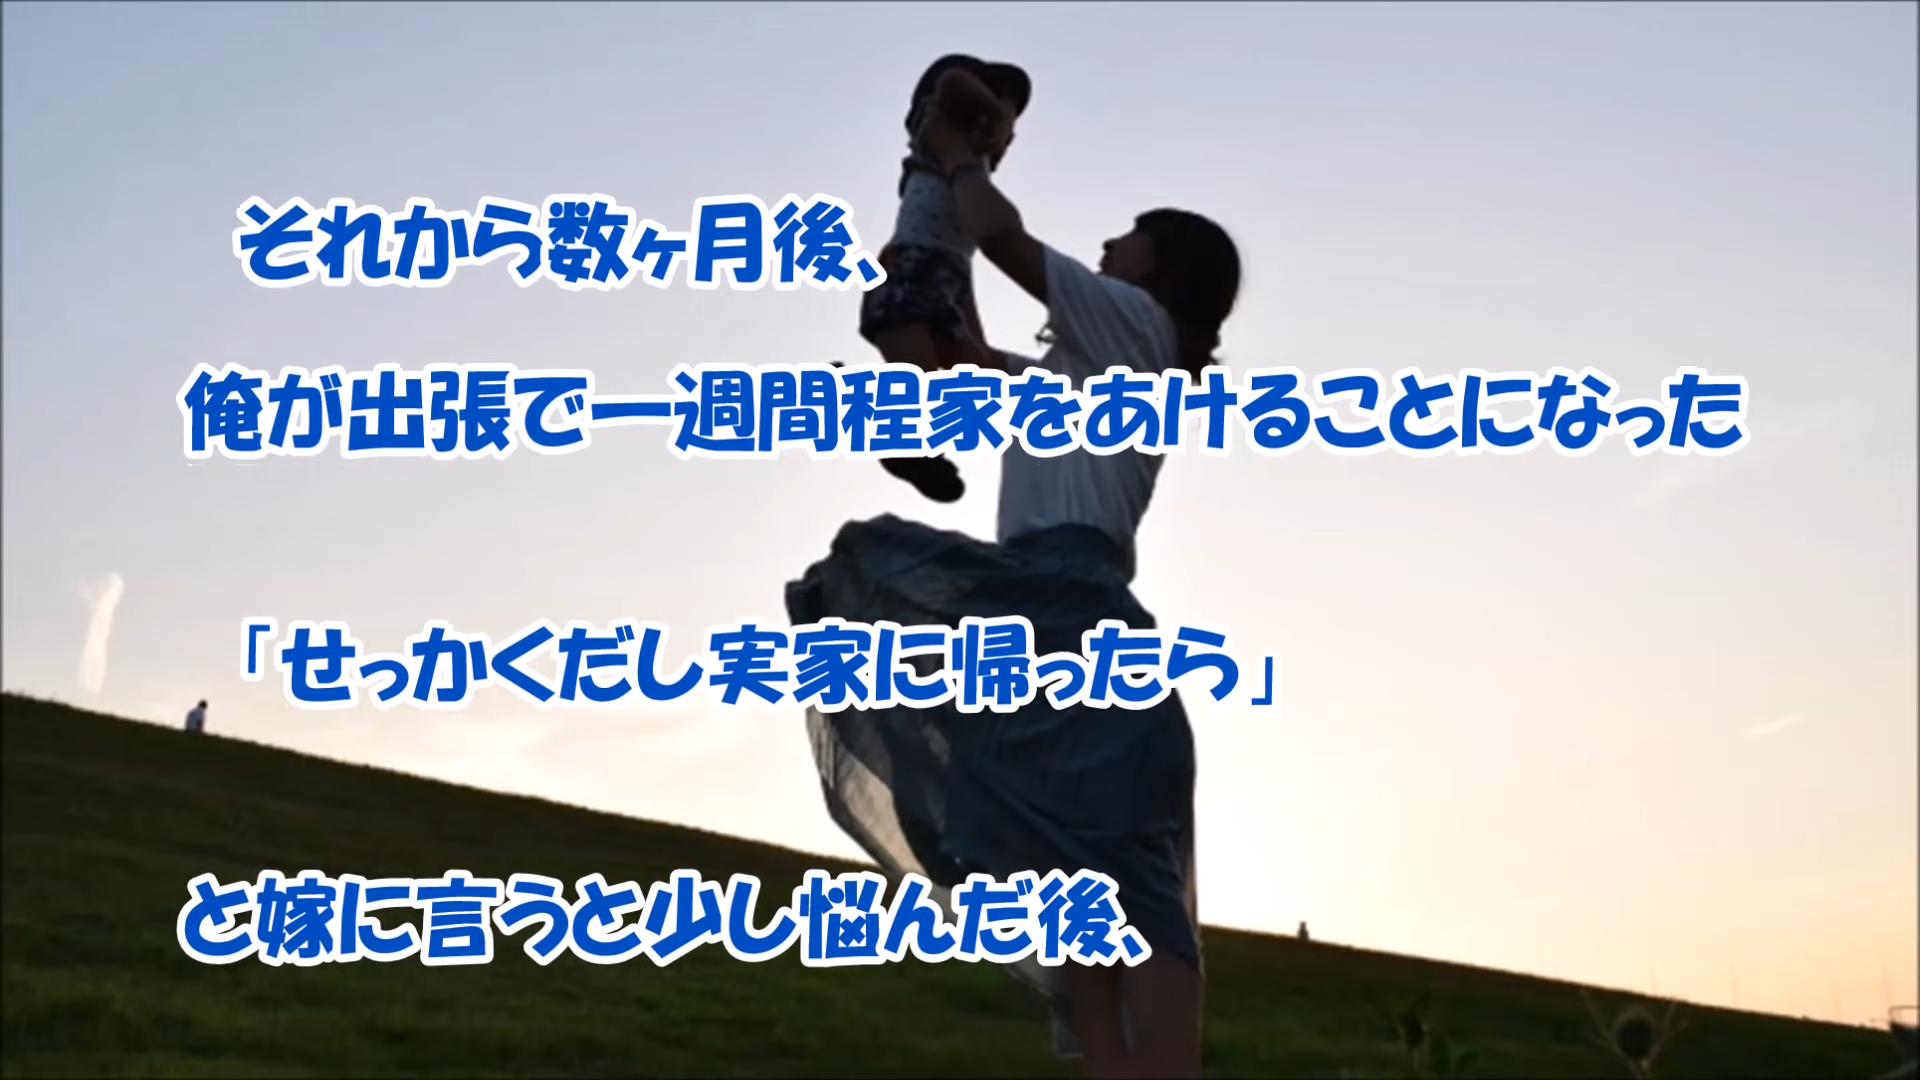 それから数ヶ月後、
俺が出張で一週間程家をあけることになった
「せっかくだし実家に帰ったら」
と嫁に言うと少し悩んだ後、